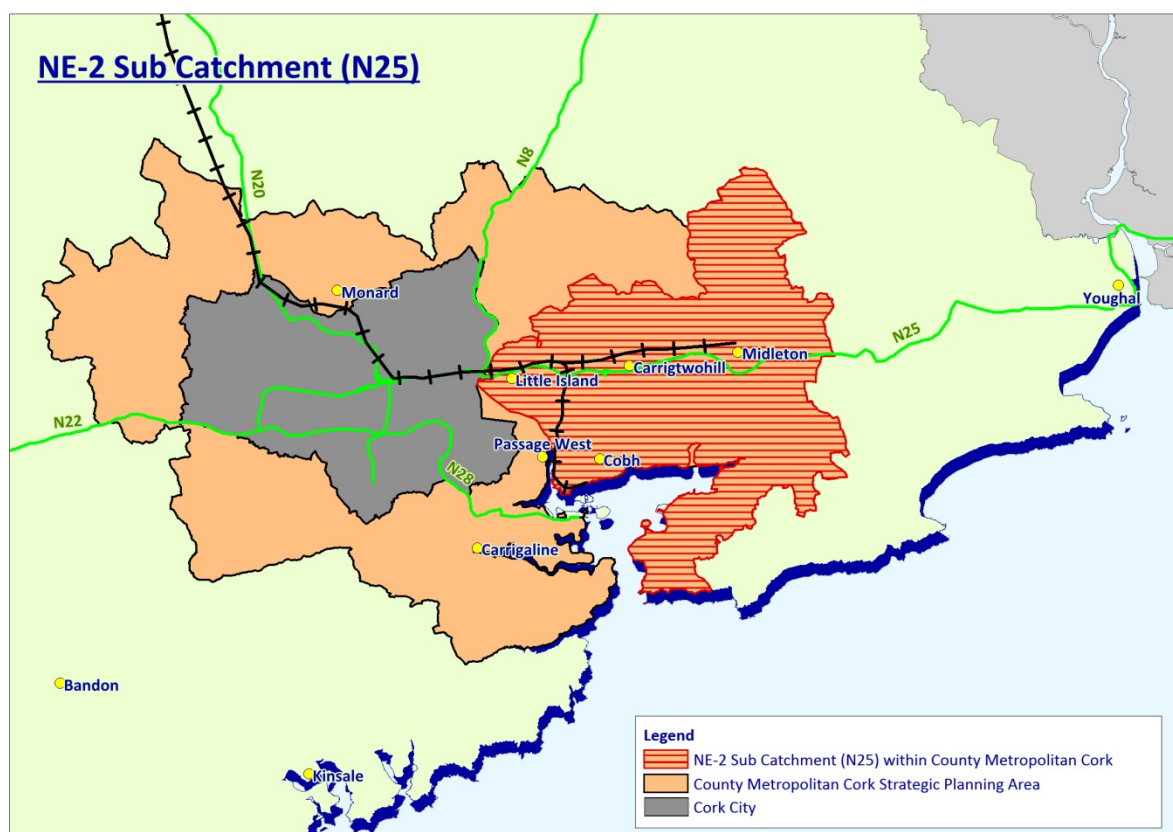 NE-2 Sub Catchment (N25)
N20
N8
Monard
Youghal
N25
Midleton
Carrigtwohill
Little Island
N22
Passage West
Cobh
N28
Carrigaline
Bandon
Kinsale
Legend
NE-2 Sub Catchment (N25) within County Metropolitan Cork
County Metropolitan Cork Strategic Planning Area
Cork City